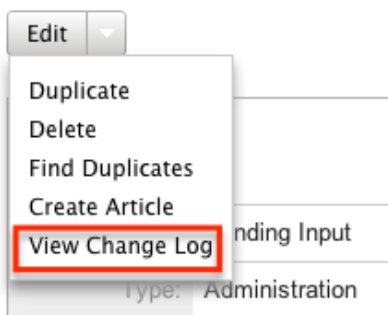 Edit
Duplicate
Delete
Find Duplicates
Create Article
View Change Log
nding Input
Type: Administration